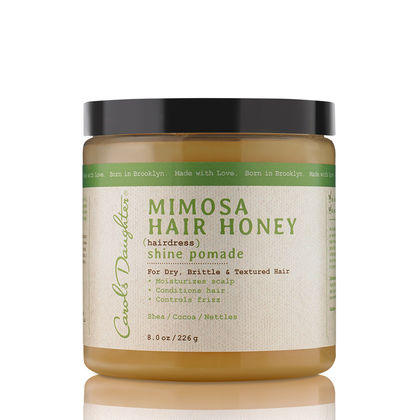 Made with Love. Born in Brooklyn. Made with Love. Born in Brooklyn.
Carol's Daughter®
MIMOSA
HAIR HONEY
(hairdress)
shine pomade
For Dry, Brittle & Textured Hair
• Moisturizes scalp
• Conditions hair
• Controls frizz
Shea / Cocoa / Nettles
8.0 oz / 226 g